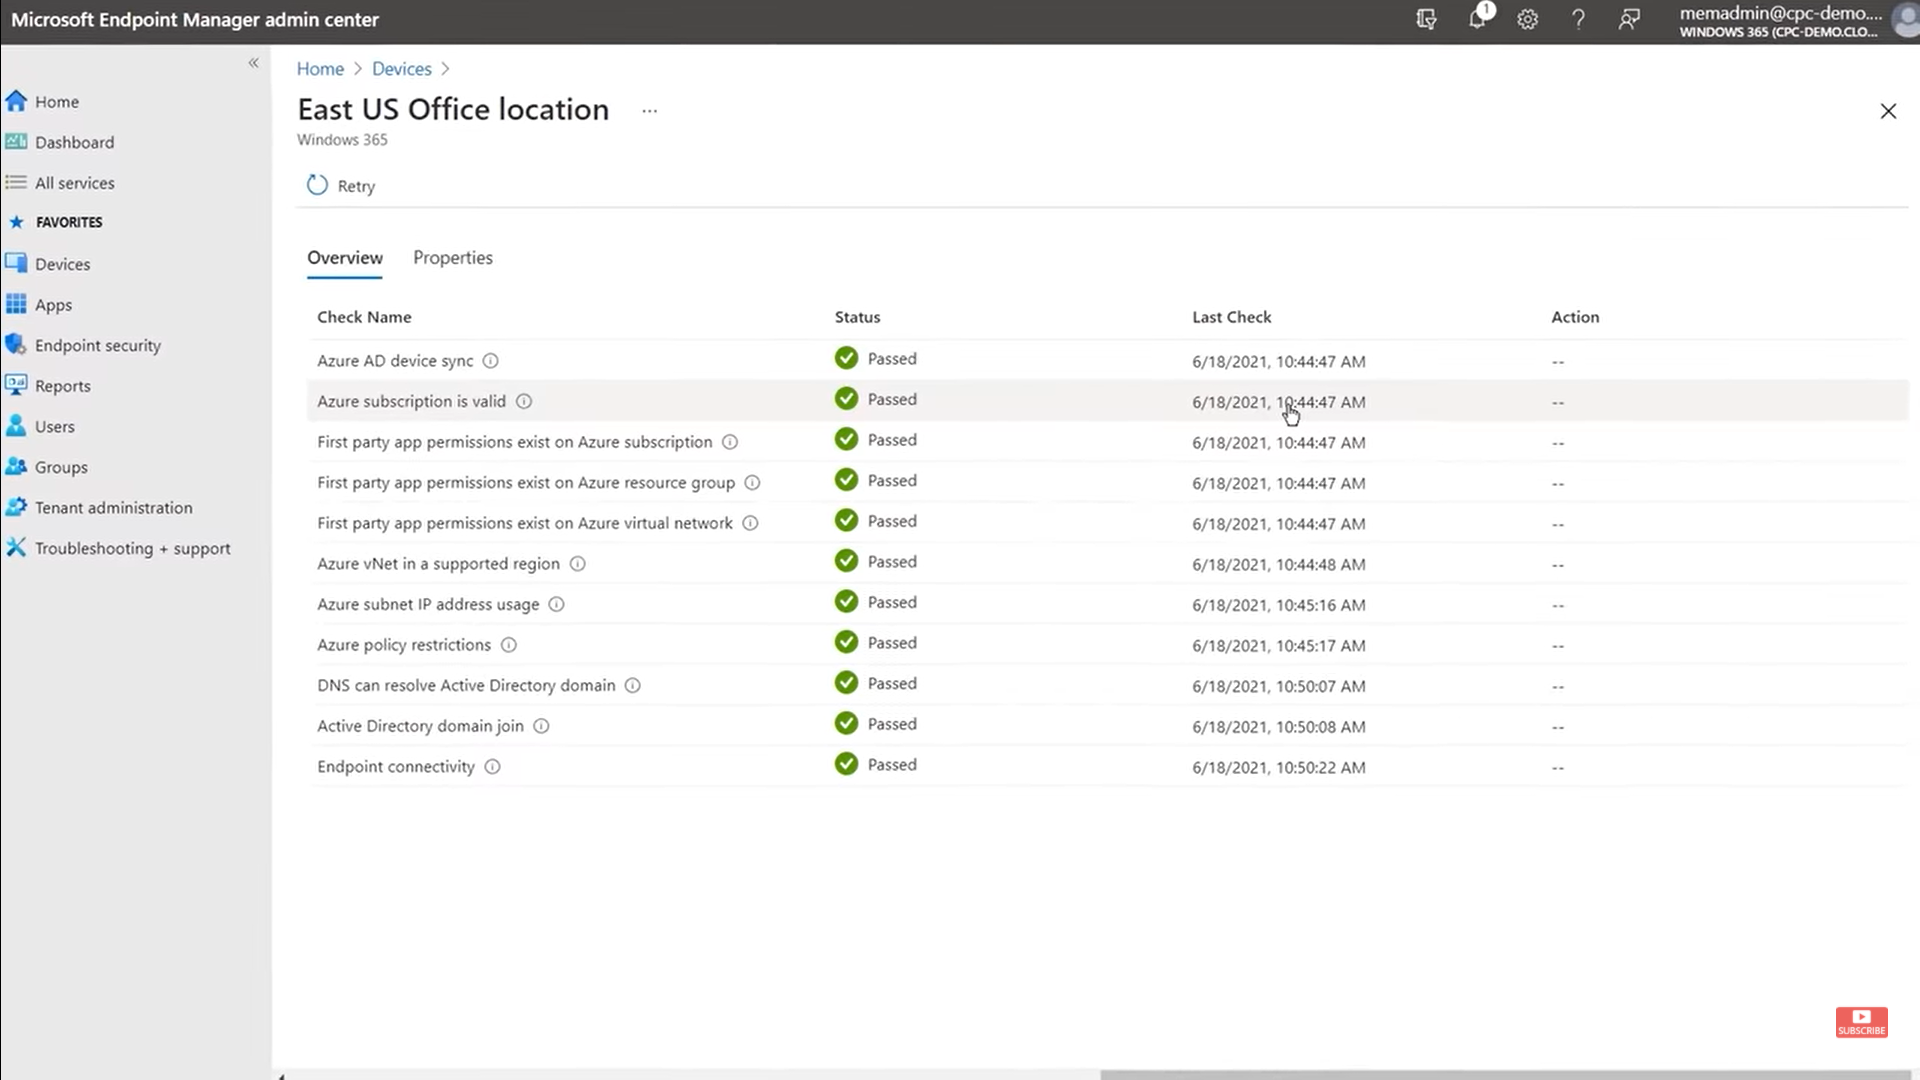 Microsoft Endpoint Manager admin center
1
memadmin@cpc-demo....
WINDOWS 365 (CPC-DEMO.CLO...
Home
Dashboard
All services
FAVORITES
Devices
Apps
Endpoint security
Reports
Users
Groups
Tenant administration
Troubleshooting + support
Home > Devices >
East US Office location ...
Windows 365
Retry
Overview Properties
Check Name Status Last Check Action
Azure AD device sync Passed 6/18/2021, 10:44:47 AM --
Azure subscription is valid Passed 6/18/2021, 10:44:47 AM --
First party app permissions exist on Azure subscription Passed 6/18/2021, 10:44:47 AM --
First party app permissions exist on Azure resource group Passed 6/18/2021, 10:44:47 AM --
First party app permissions exist on Azure virtual network Passed 6/18/2021, 10:44:47 AM --
Azure vNet in a supported region Passed 6/18/2021, 10:44:48 AM --
Azure subnet IP address usage Passed 6/18/2021, 10:45:16 AM --
Azure policy restrictions Passed 6/18/2021, 10:45:17 AM --
DNS can resolve Active Directory domain Passed 6/18/2021, 10:50:07 AM --
Active Directory domain join Passed 6/18/2021, 10:50:08 AM --
Endpoint connectivity Passed 6/18/2021, 10:50:22 AM --
SUBSCRIBE